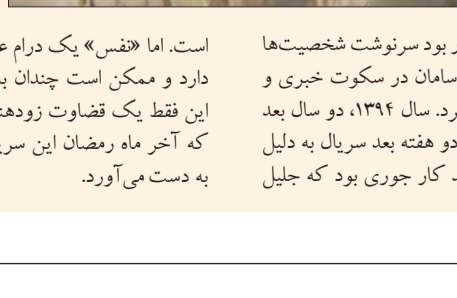 ر بود سرنوشت شخصیت‌ها
سامان در سکوت خبری و
رد. سال ۱۳۹۴، دو سال بعد
دو هفته بعد سریال به دلیل
د کار جوری بود که جلیل
است. اما «نفس» یک درام
دارد و ممکن است چندان
این فقط یک قضاوت
که آخر ماه رمضان این
به دست می‌آورد.